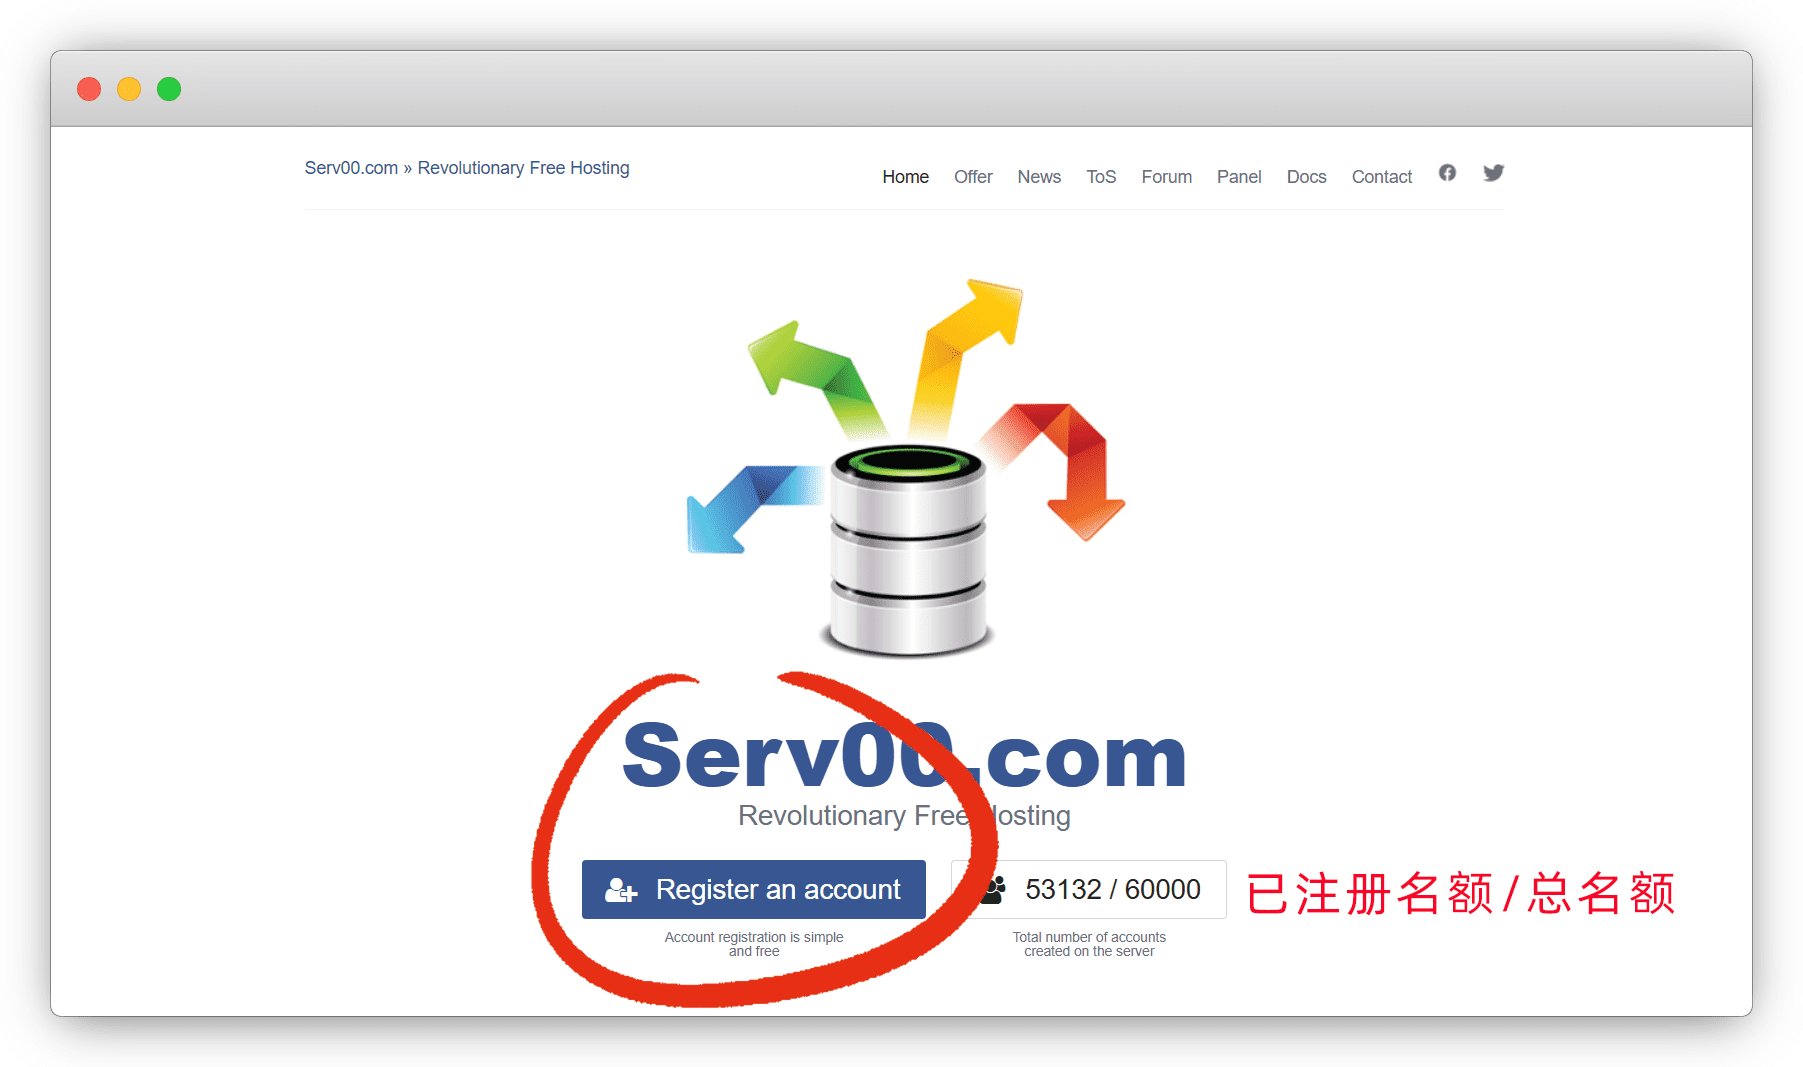 Serv00.com » Revolutionary Free Hosting
Home Offer News ToS Forum Panel Docs Contact
Serv00.com
Revolutionary Free Hosting
Register an account
53132 / 60000
已注册名额/总名额
Account registration is simple
and free
Total number of accounts
created on the server